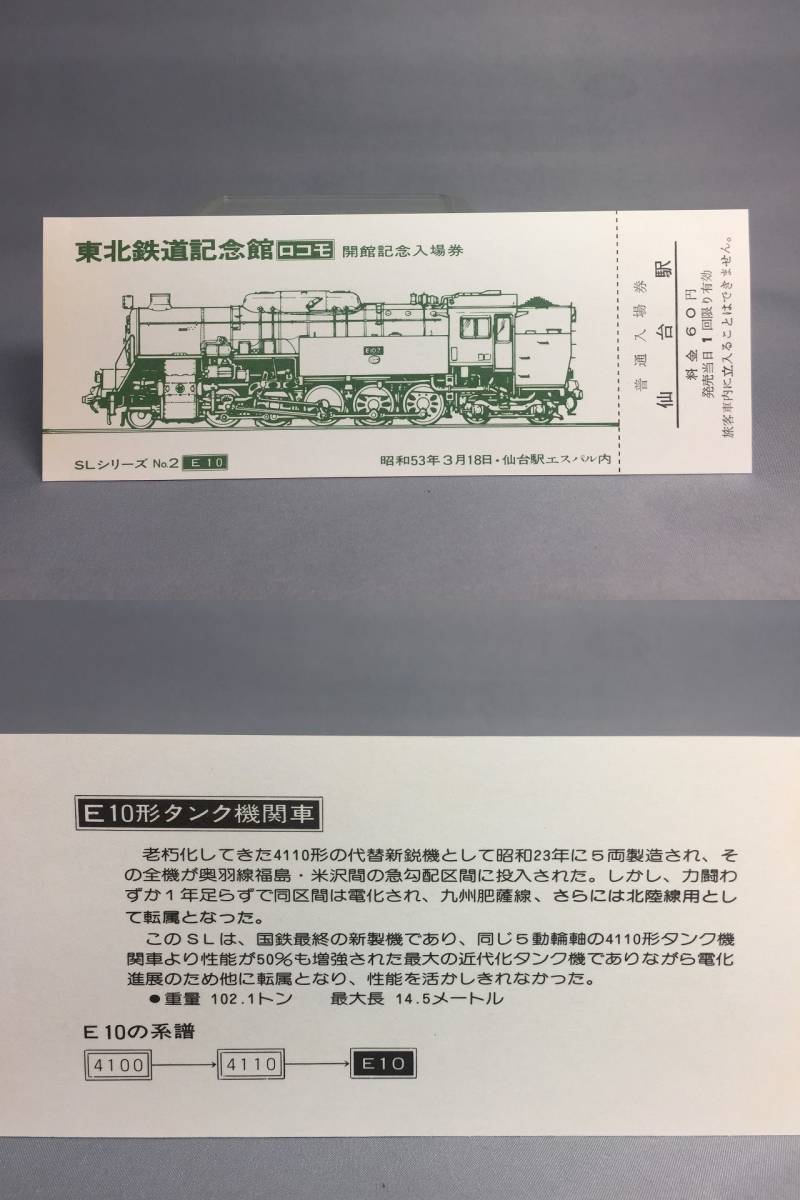 東北鉄道記念館 ロコモ 開館記念入場券
E10 7
SLシリーズ No.2 E10
昭和53年3月18日・仙台駅エスパル内
普通入場券
仙台駅
料金60円
発売当日1回限り有効
旅客車内に立入ることはできません。
E10形タンク機関車
老朽化してきた4110形の代替新鋭機として昭和23年に5両製造され、そ
の全機が奥羽線福島・米沢間の急勾配区間に投入された。しかし、力闘わ
ずか1年足らずで同区間は電化され、九州肥薩線、さらには北陸線用とし
て転属となった。
このSLは、国鉄最終の新製機であり、同じ5動輪軸の4110形タンク機
関車より性能が50%も増強された最大の近代化タンク機でありながら電化
進展のため他に転属となり、性能を活かしきれなかった。
●重量 102.1トン 最大長 14.5メートル
E10の系譜
4100 → 4110 → E10